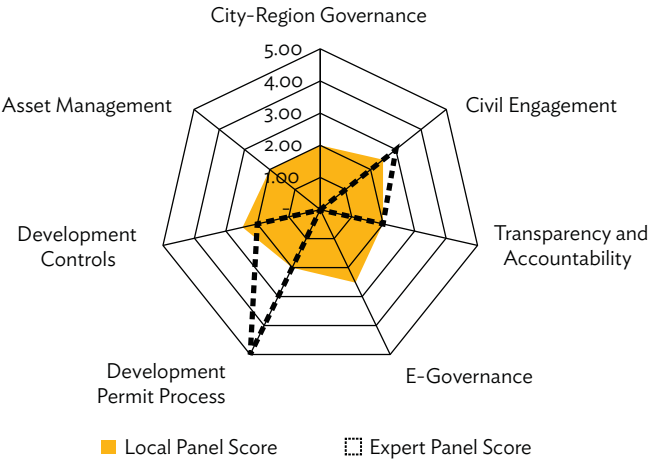 City-Region Governance
5.00
4.00
3.00
2.00
1.00
–
Asset Management
Civil Engagement
Development
Controls
Transparency and
Accountability
Development
Permit Process
E-Governance
Local Panel Score
Expert Panel Score